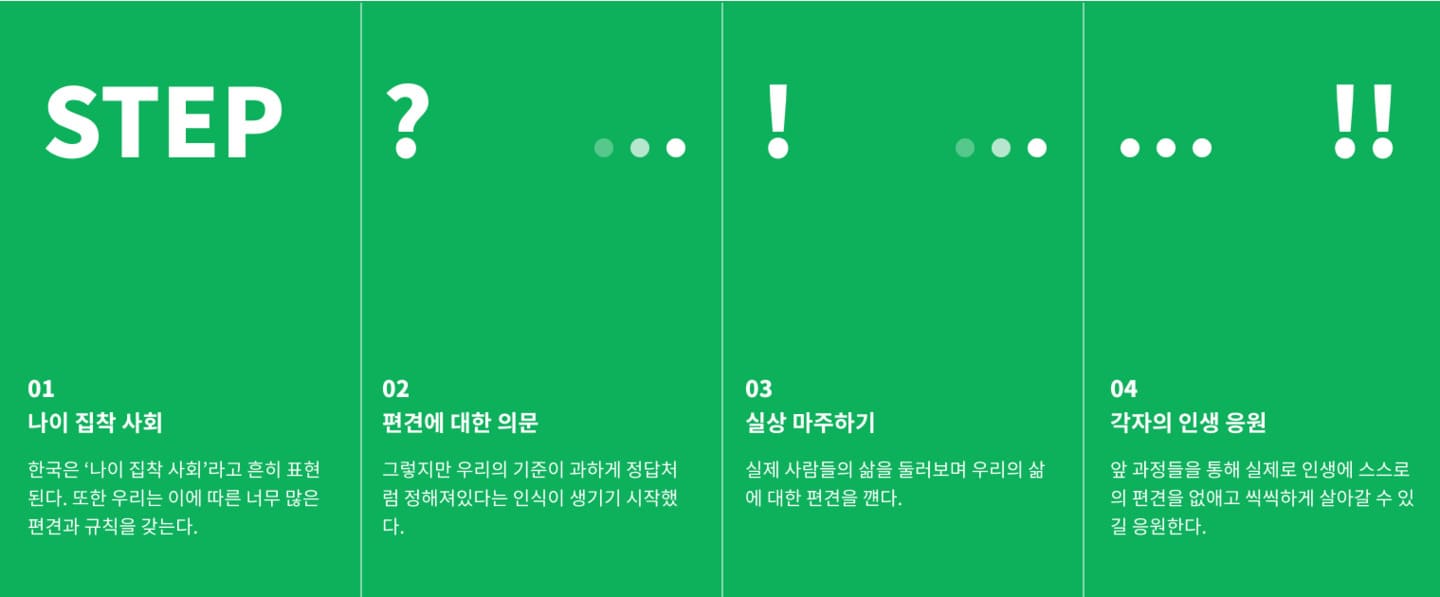 STEP
?
...
!
...
...
!!
01
나이 집착 사회
한국은 ‘나이 집착 사회’라고 흔히 표현
된다. 또한 우리는 이에 따른 너무 많은
편견과 규칙을 갖는다.
02
편견에 대한 의문
그렇지만 우리의 기준이 과하게 정답처
럼 정해져있다는 인식이 생기기 시작했
다.
03
실상 마주하기
실제 사람들의 삶을 둘러보며 우리의 삶
에 대한 편견을 깬다.
04
각자의 인생 응원
앞 과정들을 통해 실제로 인생에 스스로
의 편견을 없애고 씩씩하게 살아갈 수 있
길 응원한다.